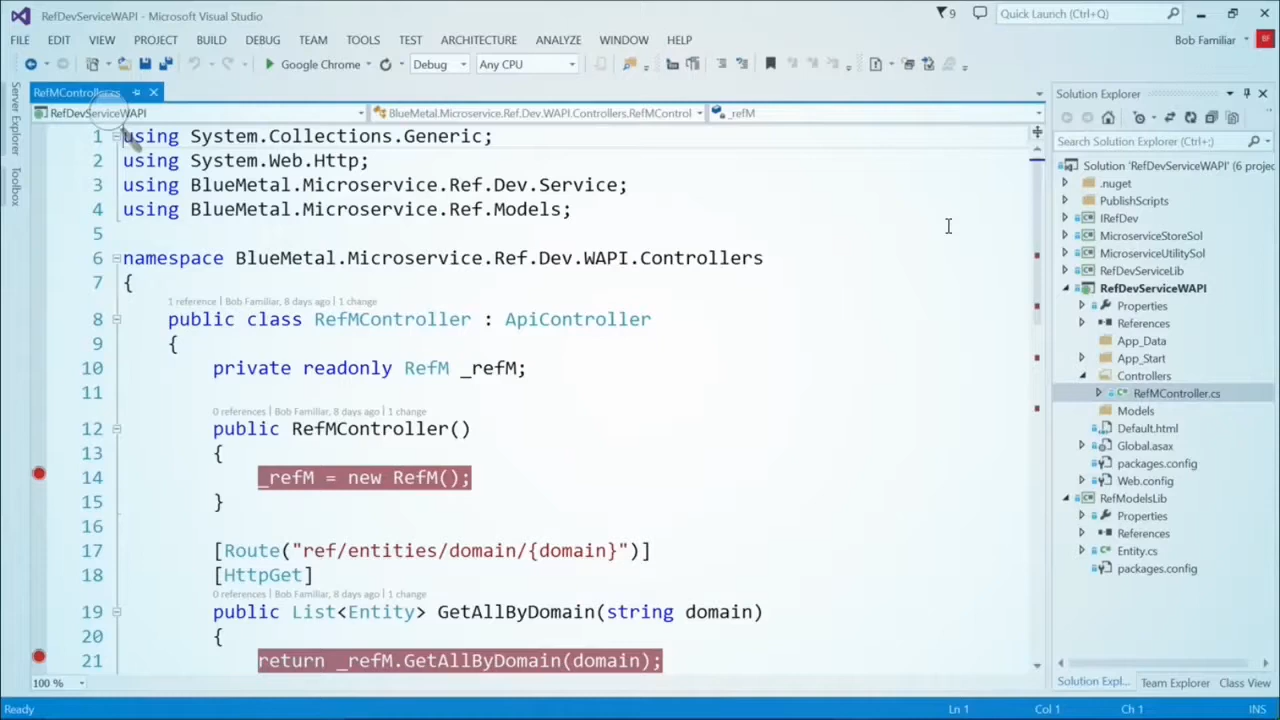 RefDevServiceWAPI - Microsoft Visual Studio
9
Quick Launch (Ctrl+Q)
FILE EDIT VIEW PROJECT BUILD DEBUG TEAM TOOLS TEST ARCHITECTURE ANALYZE WINDOW HELP
Bob Familiar
BF
Google Chrome
Debug
Any CPU
Server Explorer
Toolbox
RefMController.cs
RefDevServiceWAPI
BlueMetal.Microservice.Ref.Dev.WAPI.Controllers.RefMControl
_refM
1 using System.Collections.Generic;
2 using System.Web.Http;
3 using BlueMetal.Microservice.Ref.Dev.Service;
4 using BlueMetal.Microservice.Ref.Models;
5
6 namespace BlueMetal.Microservice.Ref.Dev.WAPI.Controllers
7 {
1 reference | Bob Familiar, 8 days ago | 1 change
8 public class RefMController : ApiController
9 {
10 private readonly RefM _refM;
11
0 references | Bob Familiar, 8 days ago | 1 change
12 public RefMController()
13 {
14 _refM = new RefM();
15 }
16
17 [Route("ref/entities/domain/{domain}")]
18 [HttpGet]
0 references | Bob Familiar, 8 days ago | 1 change
19 public List<Entity> GetAllByDomain(string domain)
20 {
21 return _refM.GetAllByDomain(domain);
100 %
Solution Explorer
Search Solution Explorer (Ctrl+;)
Solution 'RefDevServiceWAPI' (6 projec
.nuget
PublishScripts
IRefDev
MicroserviceStoreSol
MicroserviceUtilitySol
RefDevServiceLib
RefDevServiceWAPI
Properties
References
App_Data
App_Start
Controllers
RefMController.cs
Models
Default.html
Global.asax
packages.config
Web.config
RefModelsLib
Properties
References
Entity.cs
packages.config
Solution Expl... Team Explorer Class View
Ready
Ln 1 Col 1 Ch 1 INS